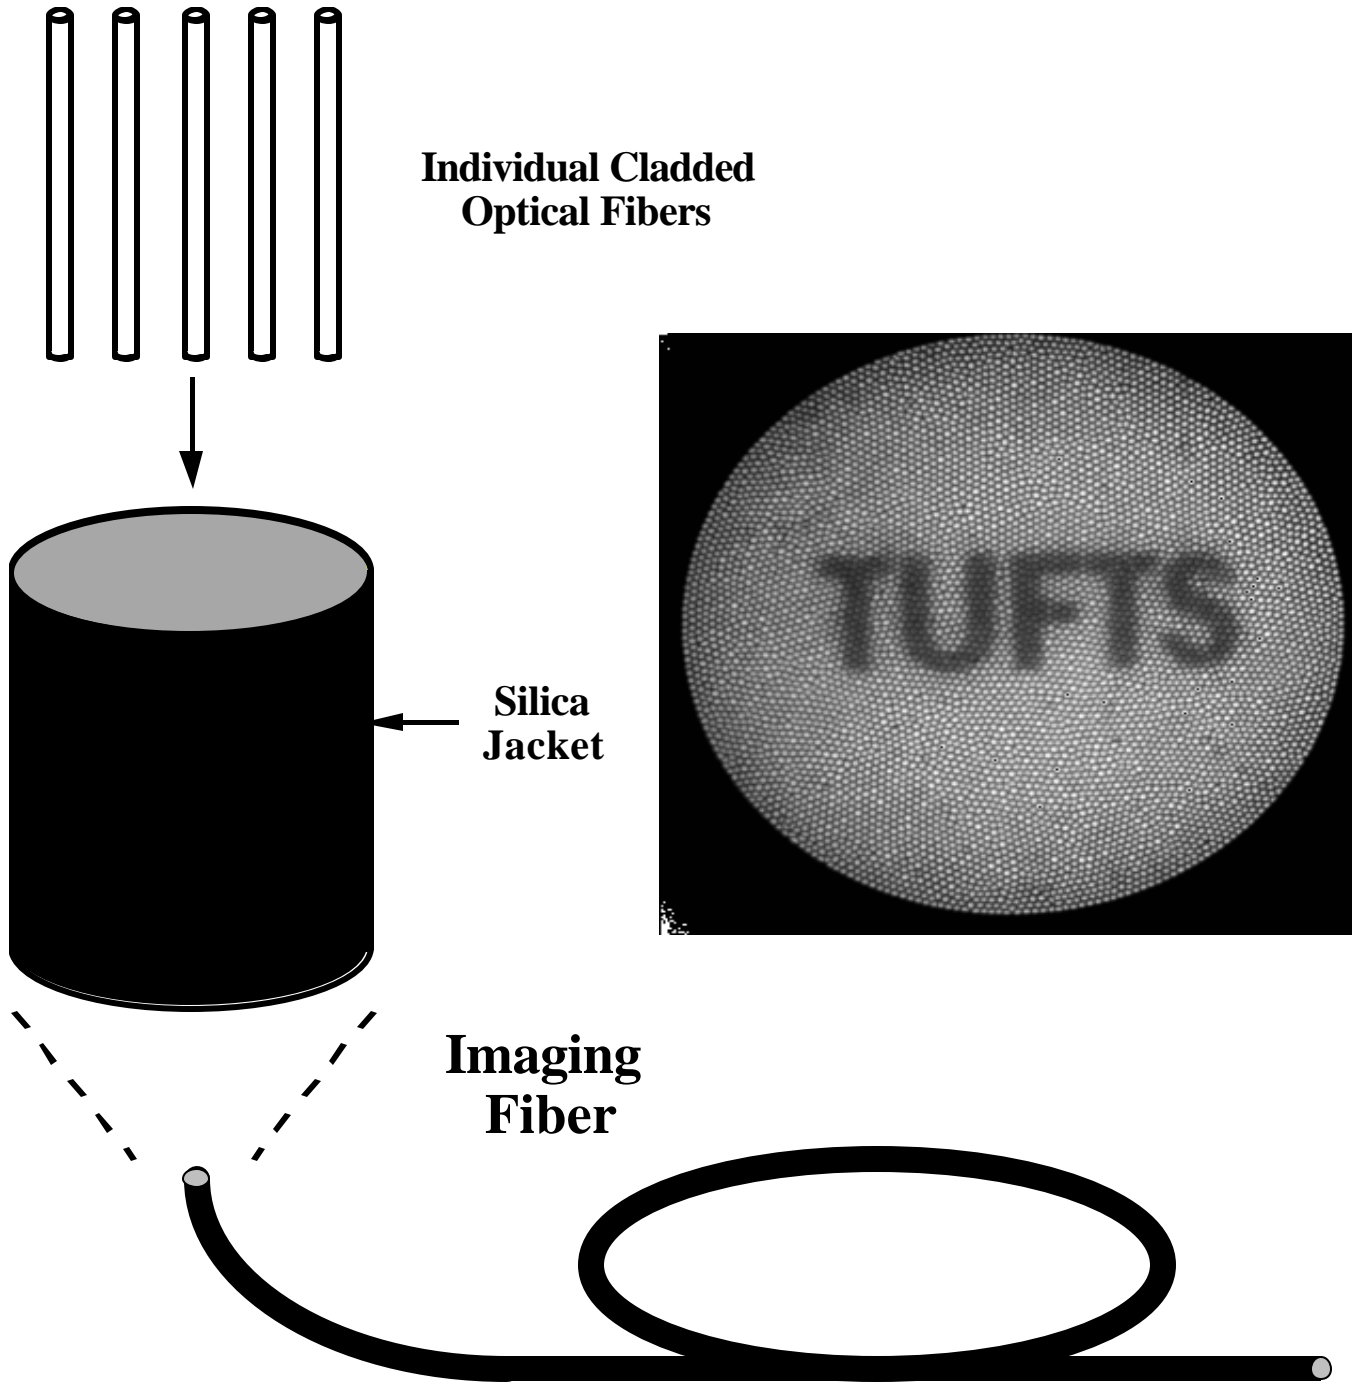 Individual Cladded
Optical Fibers
TUFTS
Silica
Jacket
Imaging
Fiber